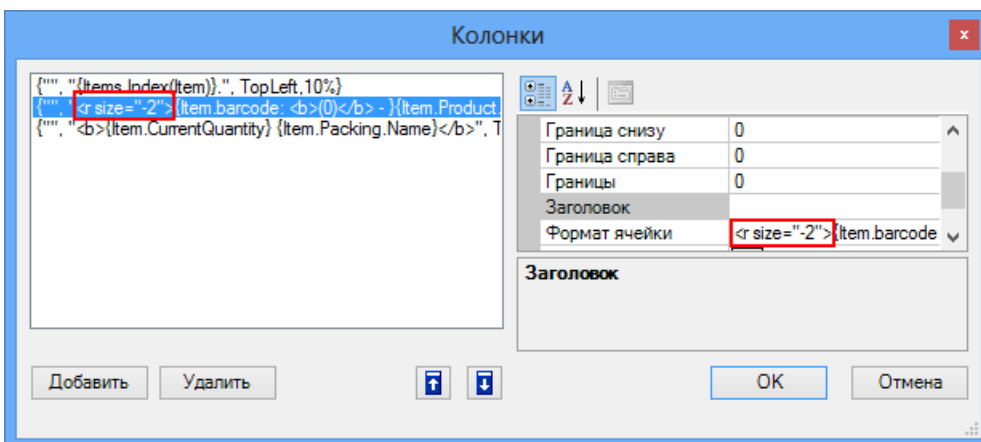 Колонки
x
{"", "{Items.Index(Item)}.", TopLeft,10%}
{"", "<r size="-2">{Item.barcode: <b>(0)</b> - }{Item.Product.
{"", "<b>{Item.CurrentQuantity} {Item.Packing.Name}</b>", T
A
Z
Граница снизу 0
Граница справа 0
Границы 0
Заголовок
Формат ячейки <r size="-2">{Item.barcode
Заголовок
Добавить Удалить OK Отмена